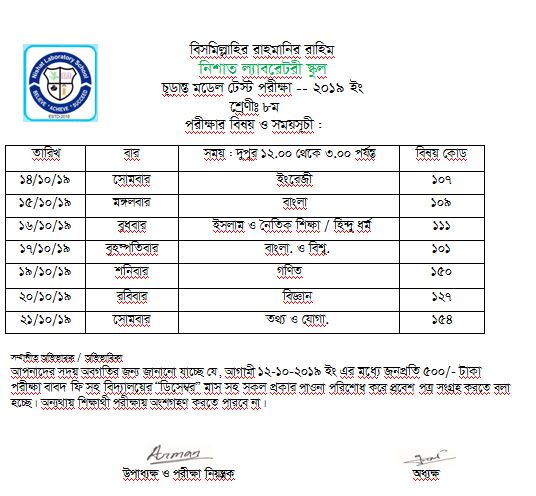 বিসমিল্লাহির রাহমানির রাহিম
নিশাত ল্যাবরেটরী স্কুল
চূড়ান্ত মডেল টেস্ট পরীক্ষা -- ২০১৯ ইং
শ্রেণীঃ ৮ম
পরীক্ষার বিষয় ও সময়সূচী :
Nishat Laboratory School
BELIEVE * ACHIEVE * SUCCEED
ESTD-2010
তারিখ বার সময় : দুপুর ১২.০০ থেকে ৩.০০ পর্যন্ত বিষয় কোড
১৪/১০/১৯ সোমবার ইংরেজী ১০৭
১৫/১০/১৯ মঙ্গলবার বাংলা ১০৯
১৬/১০/১৯ বুধবার ইসলাম ও নৈতিক শিক্ষা / হিন্দু ধর্ম ১১১
১৭/১০/১৯ বৃহষ্পতিবার বাংলা. ও বিশ্ব. ১০১
১৯/১০/১৯ শনিবার গণিত ১৫০
২০/১০/১৯ রবিবার বিজ্ঞান ১২৭
২১/১০/১৯ সোমবার তথ্য ও যোগা. ১৫৪
সম্মানীত অভিভাবক / অভিভাবিকা
আপনাদের সদয় অবগতির জন্য জানানো যাচ্ছে যে, আগামী ১২-১০-২০১৯ ইং এর মধ্যে জনপ্রতি ৫০০/- টাকা
পরীক্ষা বাবদ ফি সহ বিদ্যালয়ের "ডিসেম্বর" মাস সহ সকল প্রকার পাওনা পরিশোধ করে প্রবেশ পত্র সংগ্রহ করতে বলা
হচ্ছে। অন্যথায় শিক্ষার্থী পরীক্ষায় অংশগহণ করতে পারবে না।
Arman
উপাধ্যক্ষ ও পরীক্ষা নিয়ন্ত্রক অধ্যক্ষ